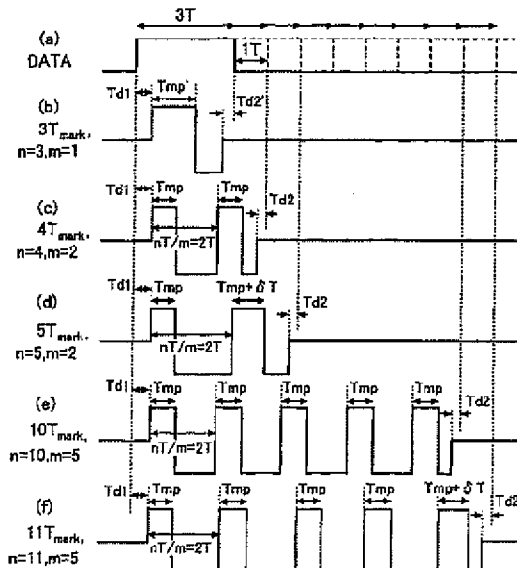 3T
(a)
DATA
1T
(b)
Td1
Tmp'
Td2'
3Tmark,
n=3,m=1
Td1
Tmp
Tmp
Td2
(c)
4Tmark,
n=4,m=2
nT/m=2T
Td1
Tmp
Tmp+δT
Td2
(d)
5Tmark,
n=5,m=2
nT/m=2T
Td1
Tmp
Tmp
Tmp
Tmp
Tmp
Td2
(e)
10Tmark,
n=10,m=5
nT/m=2T
Td1
Tmp
Tmp
Tmp
Tmp
Tmp+δT
Td2
(f)
11Tmark,
n=11,m=5
nT/m=2T